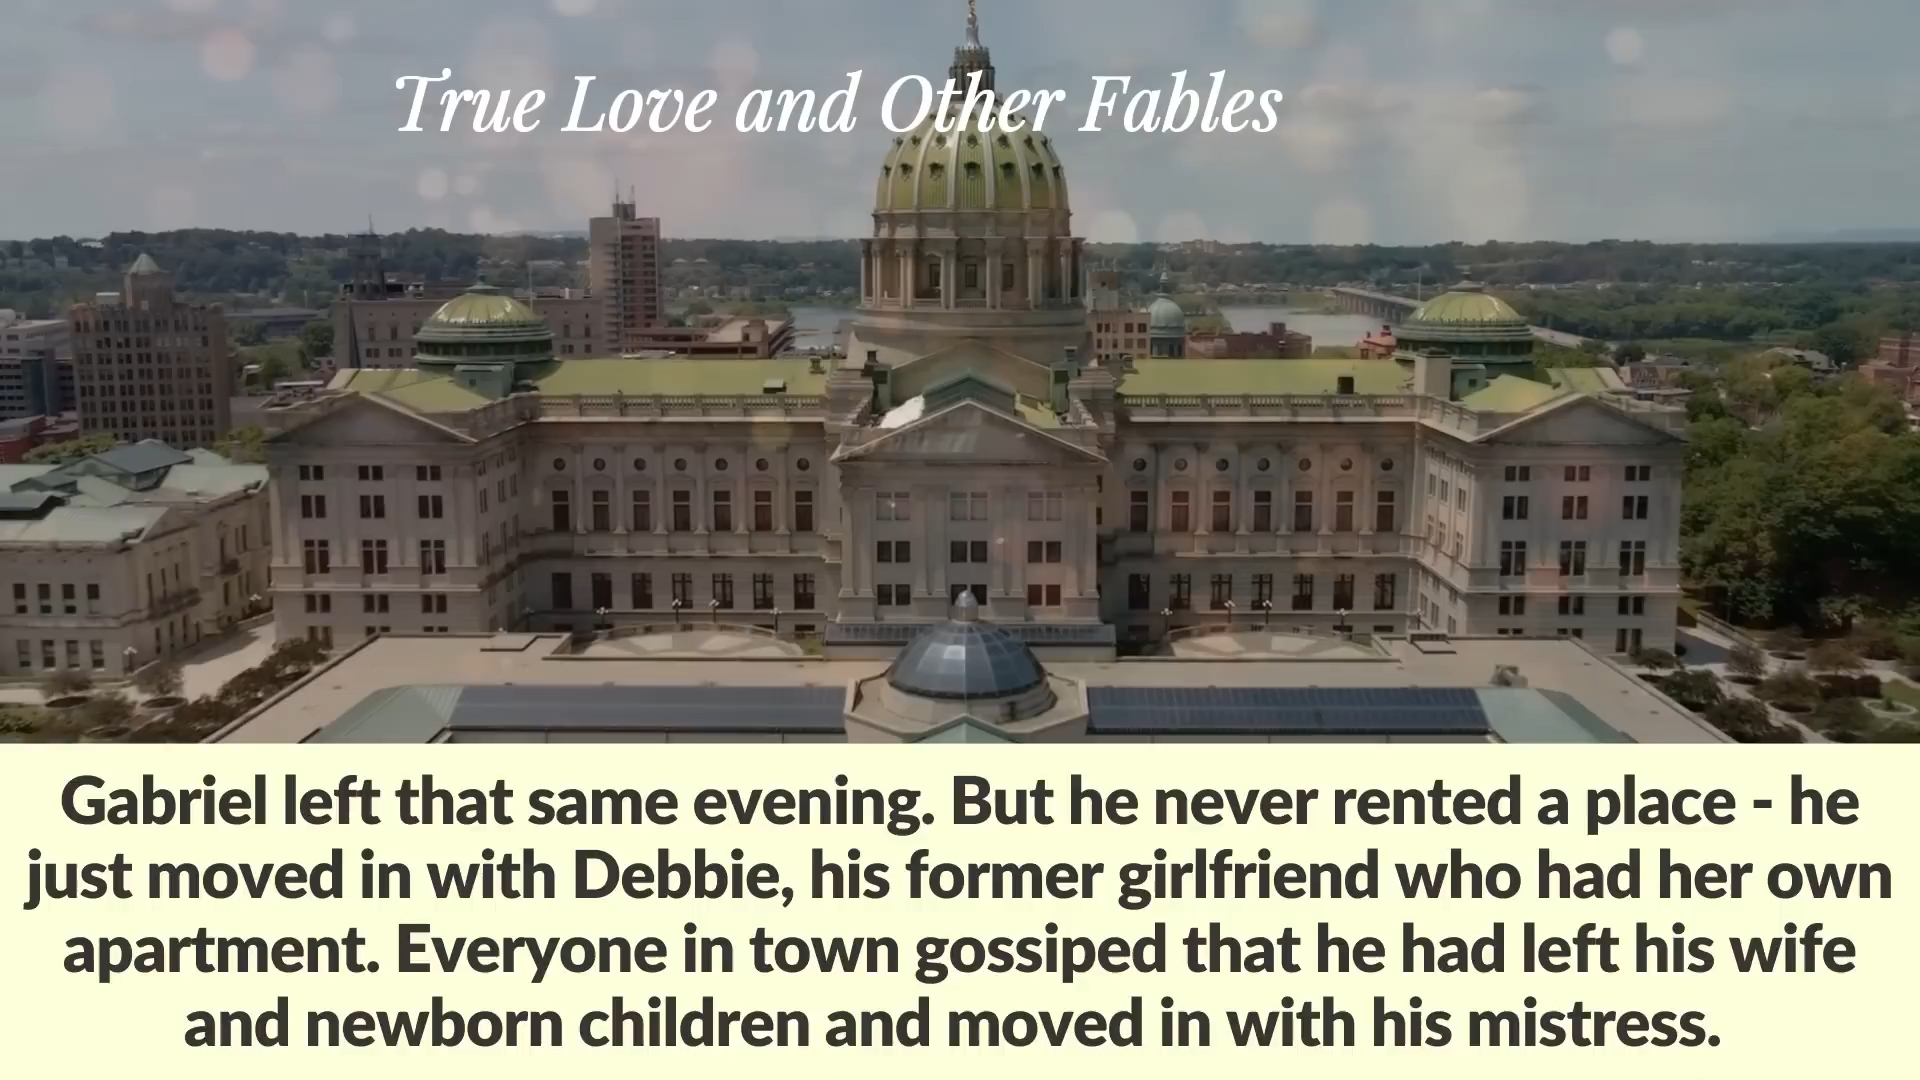 True Love and Other Fables
Gabriel left that same evening. But he never rented a place - he
just moved in with Debbie, his former girlfriend who had her own
apartment. Everyone in town gossiped that he had left his wife
and newborn children and moved in with his mistress.